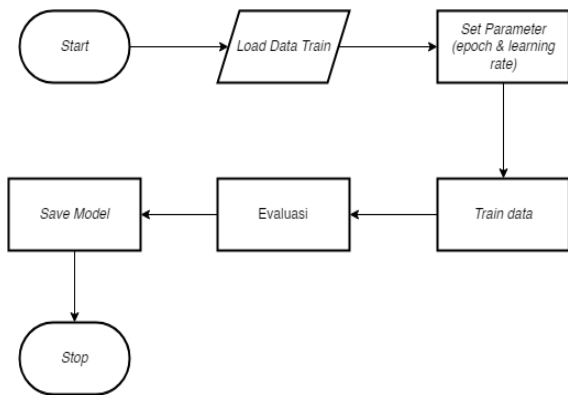 Start
Load Data Train
Set Parameter
(epoch & learning
rate)
Train data
Evaluasi
Save Model
Stop